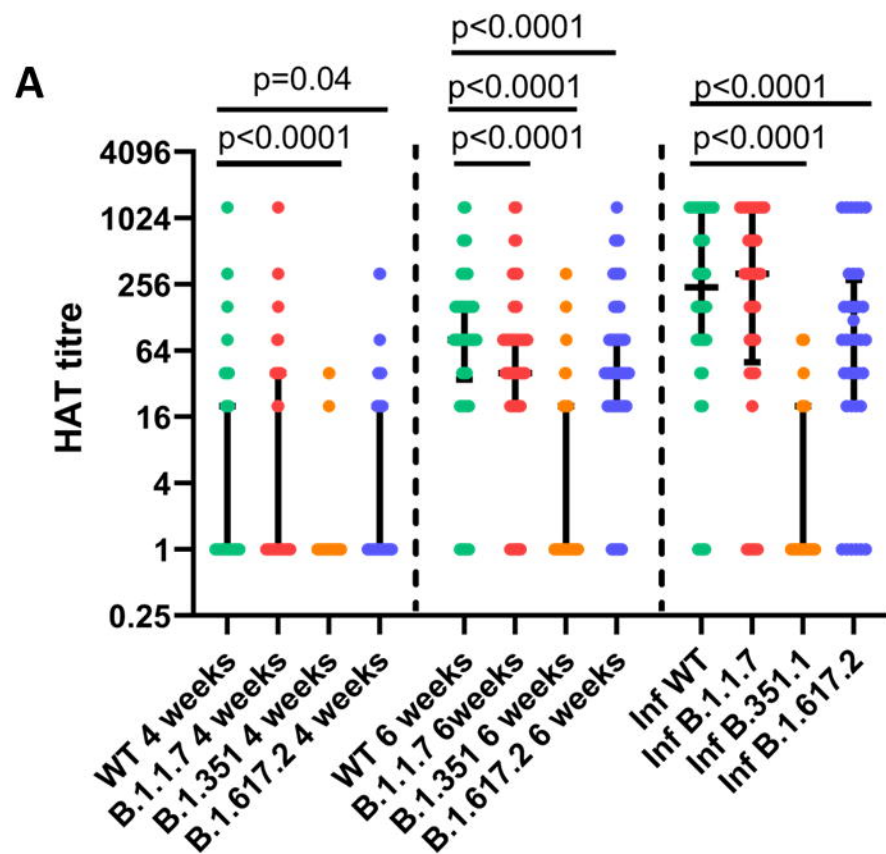 A
p<0.0001
p=0.04
p<0.0001
p<0.0001
p<0.0001
p<0.0001
p<0.0001
p<0.0001
HAT titre
4096
1024
256
64
16
4
1
0.25
WT 4 weeks
B.1.1.7 4 weeks
B.1.351 4 weeks
B.1.617.2 4 weeks
WT 6 weeks
B.1.1.7 6weeks
B.1.351 6 weeks
B.1.617.2 6 weeks
Inf WT
Inf B.1.1.7
Inf B.351.1
Inf B.1.617.2